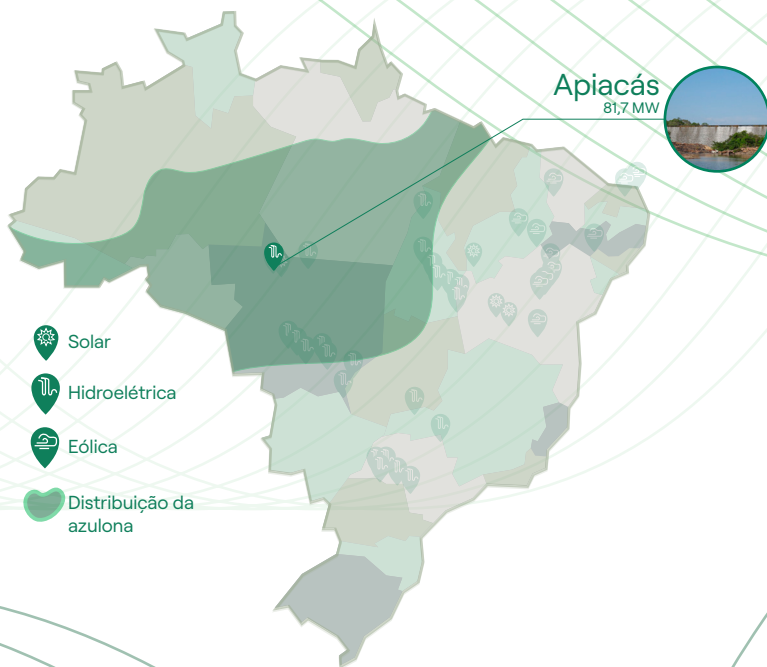 Apiacás
81,7 MW
Solar
Hidroelétrica
Eólica
Distribuição da
azulona